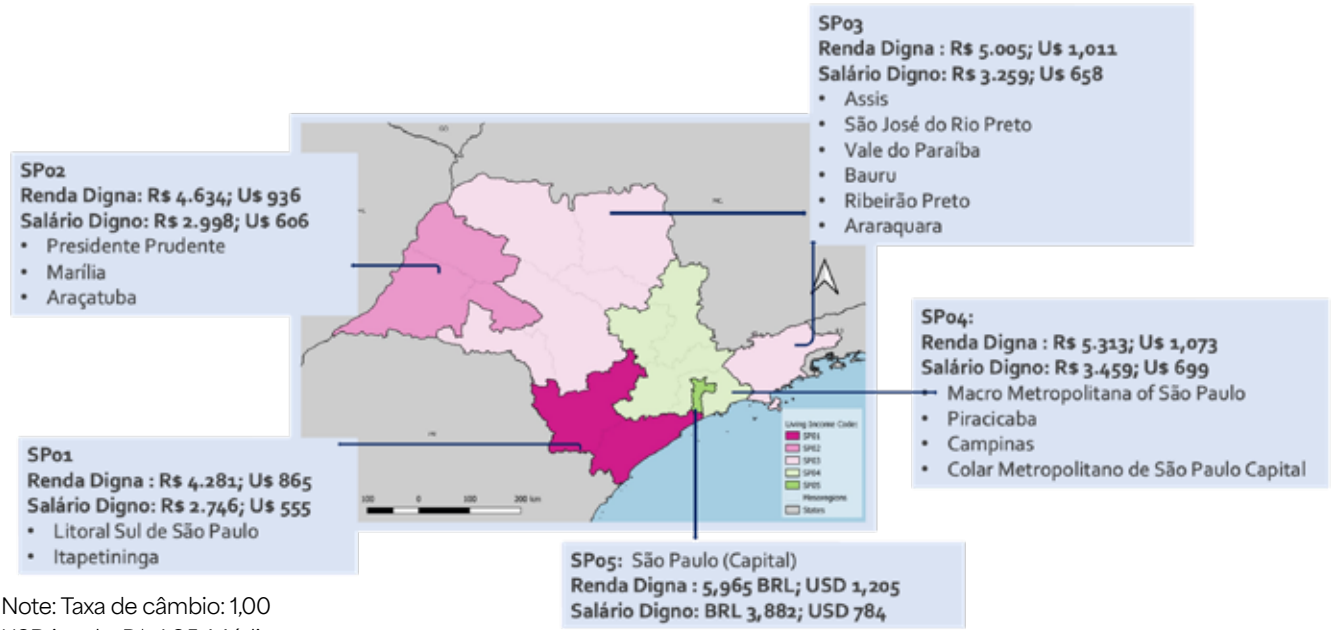 SP03
Renda Digna : R$ 5.005; U$ 1,011
Salário Digno: R$ 3.259; U$ 658
• Assis
• São José do Rio Preto
• Vale do Paraíba
• Bauru
• Ribeirão Preto
• Araraquara
SP02
Renda Digna: R$ 4.634; U$ 936
Salário Digno: R$ 2.998; U$ 606
• Presidente Prudente
• Marília
• Araçatuba
SP04:
Renda Digna : R$ 5.313; U$ 1,073
Salário Digno: R$ 3.459; U$ 699
• Macro Metropolitana of São Paulo
• Piracicaba
• Campinas
• Colar Metropolitano de São Paulo Capital
SP01
Renda Digna : R$ 4.281; U$ 865
Salário Digno: R$ 2.746; U$ 555
• Litoral Sul de São Paulo
• Itapetininga
GO
MG
Living Income Code:
SP01
SP02
SP03
SP04
SP05
Mesoregions
States
100 0 100 200 km
SP05: São Paulo (Capital)
Renda Digna : 5,965 BRL; USD 1,205
Salário Digno: BRL 3,882; USD 784
Note: Taxa de câmbio: 1,00